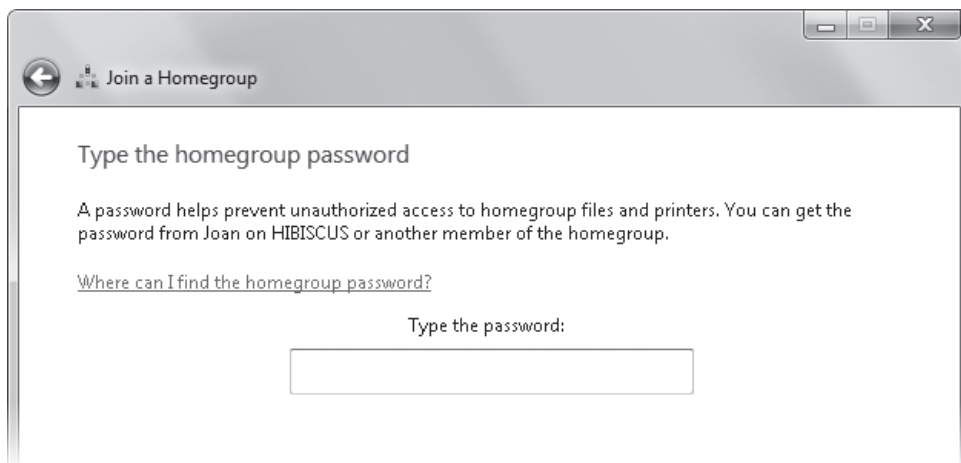 Join a Homegroup
Type the homegroup password
A password helps prevent unauthorized access to homegroup files and printers. You can get the
password from Joan on HIBISCUS or another member of the homegroup.
Where can I find the homegroup password?
Type the password: